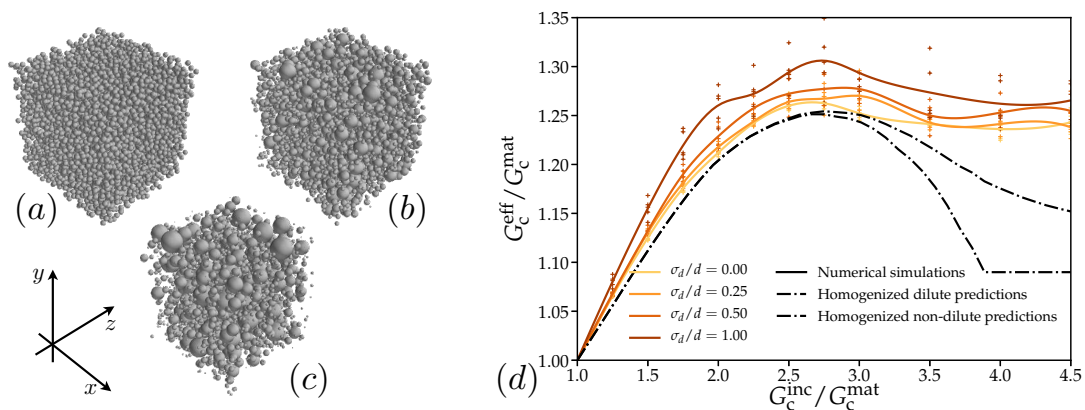 (a)
(b)
(c)
y
z
x
(d)
G_c^eff/G_c^mat
1.35
1.30
1.25
1.20
1.15
1.10
1.05
1.00
σ_d/d = 0.00
σ_d/d = 0.25
σ_d/d = 0.50
σ_d/d = 1.00
Numerical simulations
Homogenized dilute predictions
Homogenized non-dilute predictions
1.0 1.5 2.0 2.5 3.0 3.5 4.0 4.5
G_c^inc/G_c^mat